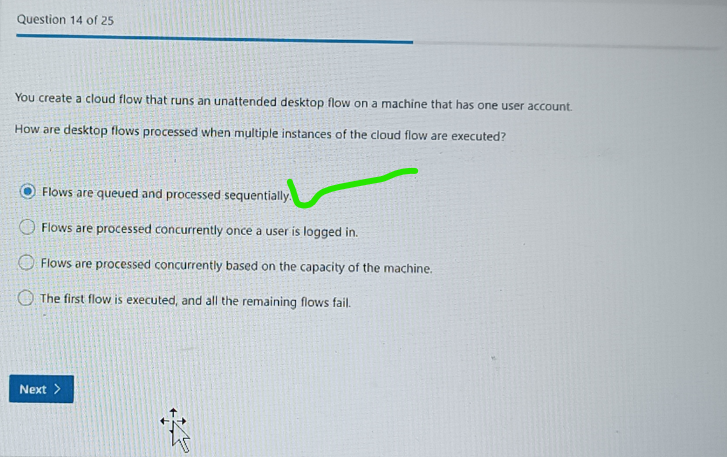 Question 14 of 25
You create a cloud flow that runs an unattended desktop flow on a machine that has one user account.
How are desktop flows processed when multiple instances of the cloud flow are executed?
Flows are queued and processed sequentially.
Flows are processed concurrently once a user is logged in.
Flows are processed concurrently based on the capacity of the machine.
The first flow is executed, and all the remaining flows fail.
Next >